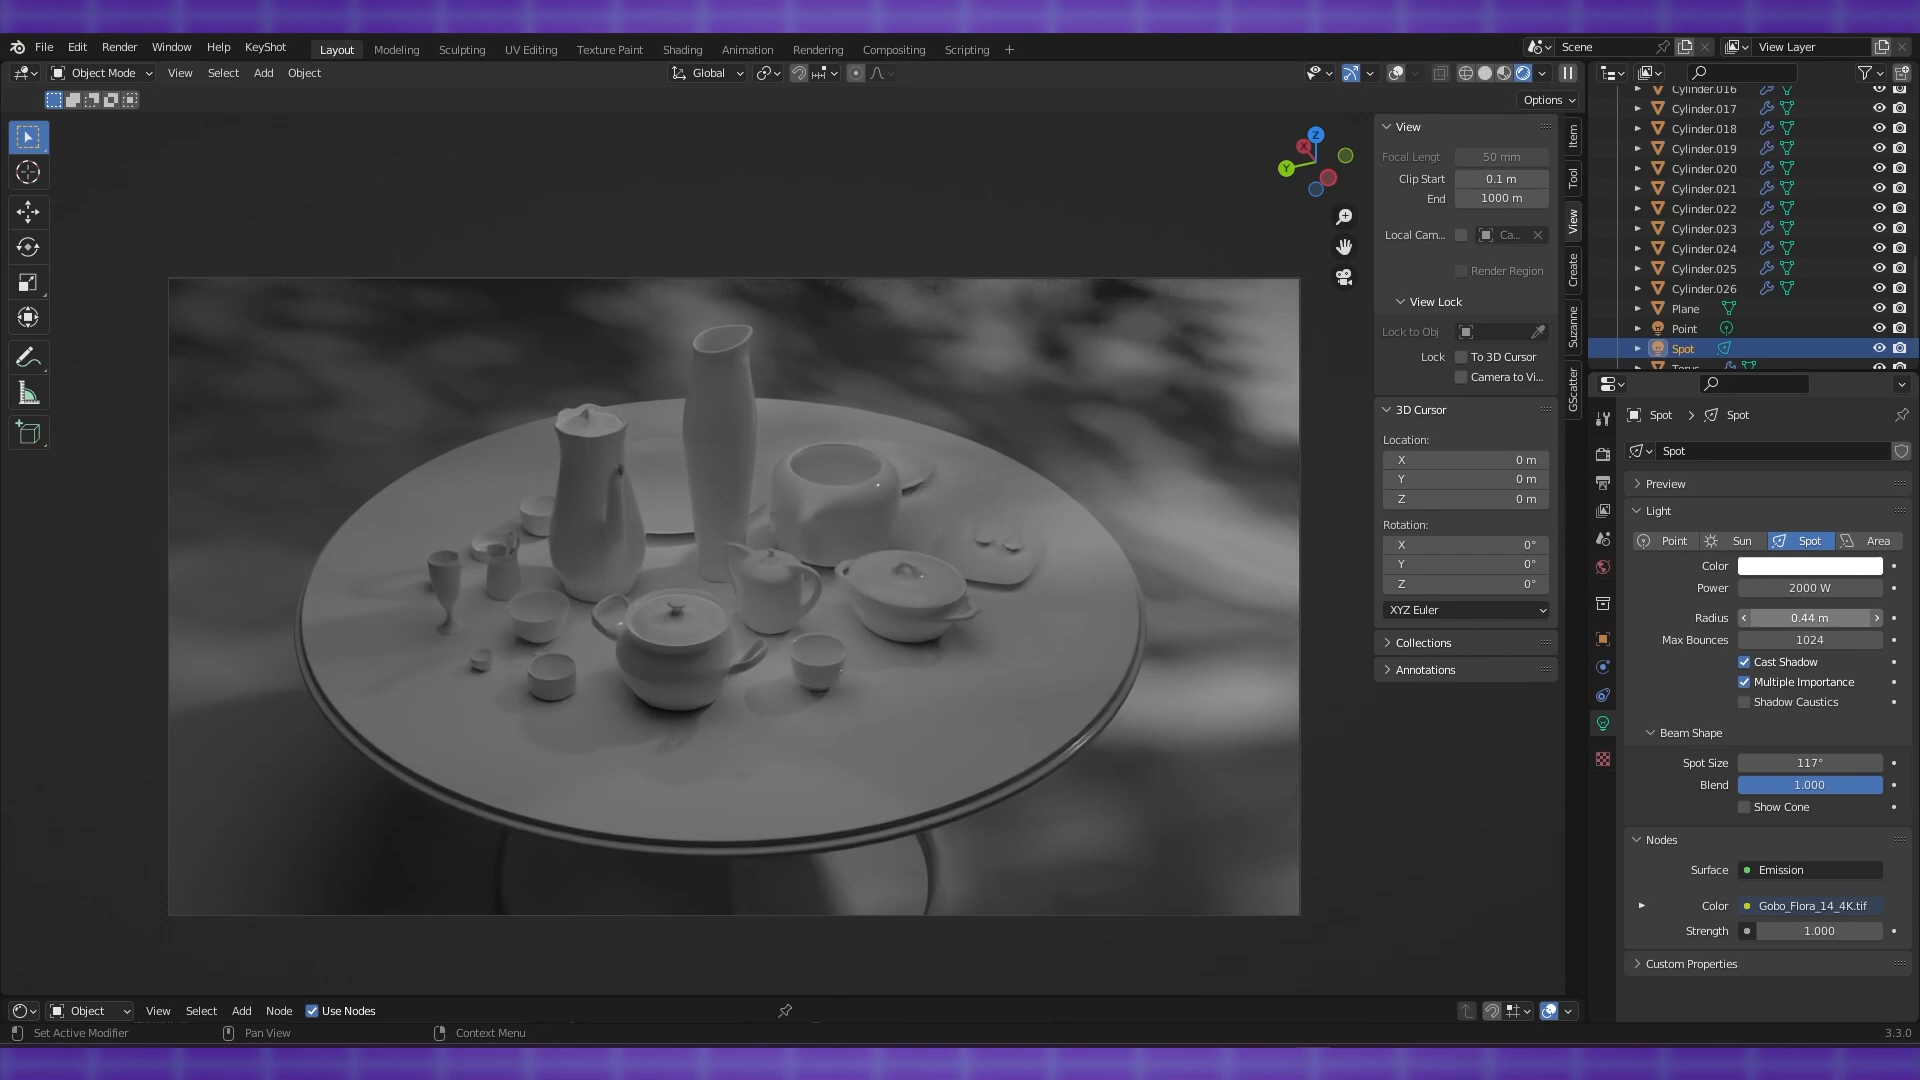 File Edit Render Window Help KeyShot Layout Modeling Sculpting UV Editing Texture Paint Shading Animation Rendering Compositing Scripting + Scene View Layer
Object Mode View Select Add Object Global
Options
Cylinder.016
Cylinder.017
Cylinder.018
Cylinder.019
Cylinder.020
Cylinder.021
Cylinder.022
Cylinder.023
Cylinder.024
Cylinder.025
Cylinder.026
Plane
Point
Spot
Torus
Z
X
Y
View
Focal Lengt 50 mm
Clip Start 0.1 m
End 1000 m
Local Cam... Ca...
Render Region
View Lock
Lock to Obj
Lock To 3D Cursor
Camera to Vi...
3D Cursor
Location:
X 0 m
Y 0 m
Z 0 m
Rotation:
X 0°
Y 0°
Z 0°
XYZ Euler
Collections
Annotations
Item
Tool
View
Create
Suzanne
GScatter
Spot > Spot
Spot
Preview
Light
Point Sun Spot Area
Color
Power 2000 W
Radius 0.44 m
Max Bounces 1024
Cast Shadow
Multiple Importance
Shadow Caustics
Beam Shape
Spot Size 117°
Blend 1.000
Show Cone
Nodes
Surface Emission
Color Gobo_Flora_14_4K.tif
Strength 1.000
Custom Properties
Object View Select Add Node Use Nodes
Set Active Modifier Pan View Context Menu 3.3.0